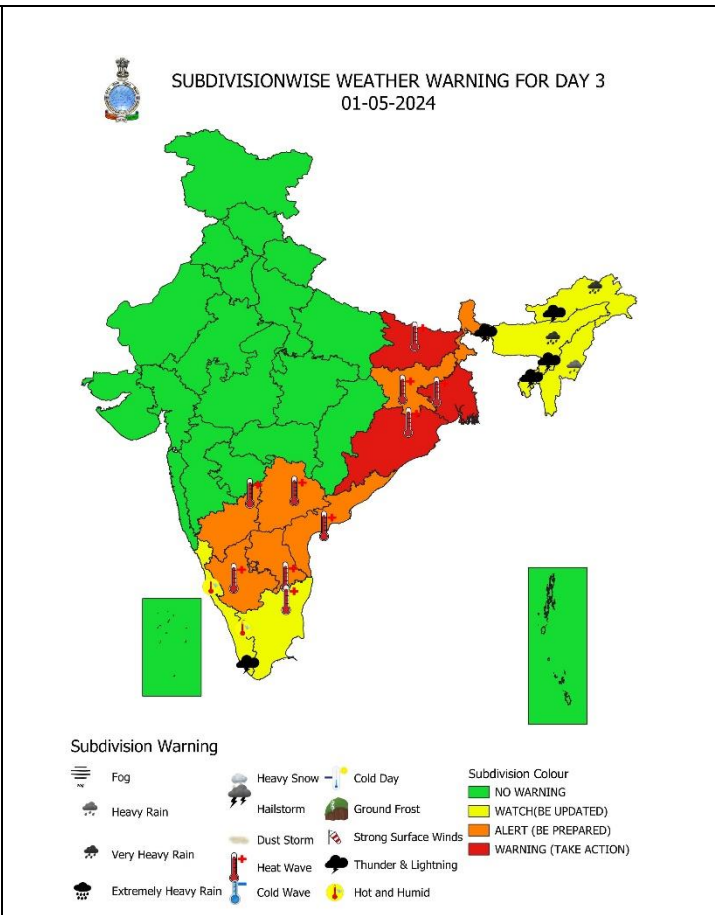 SUBDIVISIONWISE WEATHER WARNING FOR DAY 3
01-05-2024
Subdivision Warning
Fog
Heavy Rain
Very Heavy Rain
Extremely Heavy Rain
Heavy Snow
Hailstorm
Dust Storm
Heat Wave
Cold Wave
Cold Day
Ground Frost
Strong Surface Winds
Thunder & Lightning
Hot and Humid
Subdivision Colour
NO WARNING
WATCH(BE UPDATED)
ALERT (BE PREPARED)
WARNING (TAKE ACTION)